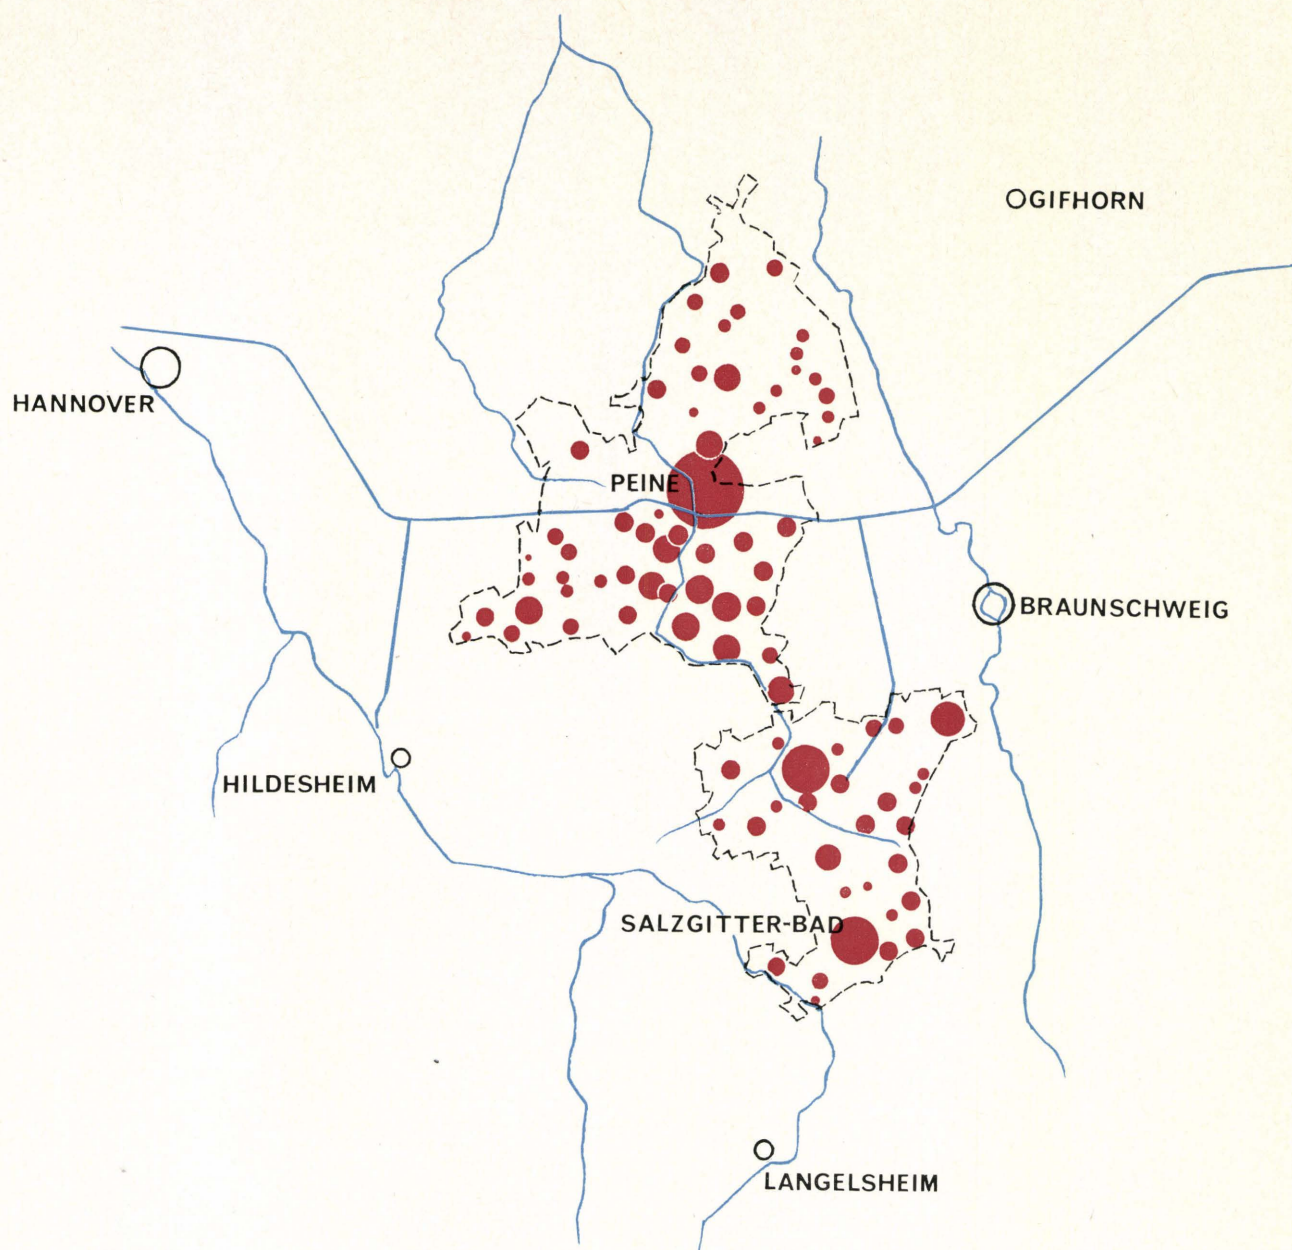 GIFHORN
HANNOVER
PEINE
BRAUNSCHWEIG
HILDESHEIM
SALZGITTER-BAD
LANGELSHEIM